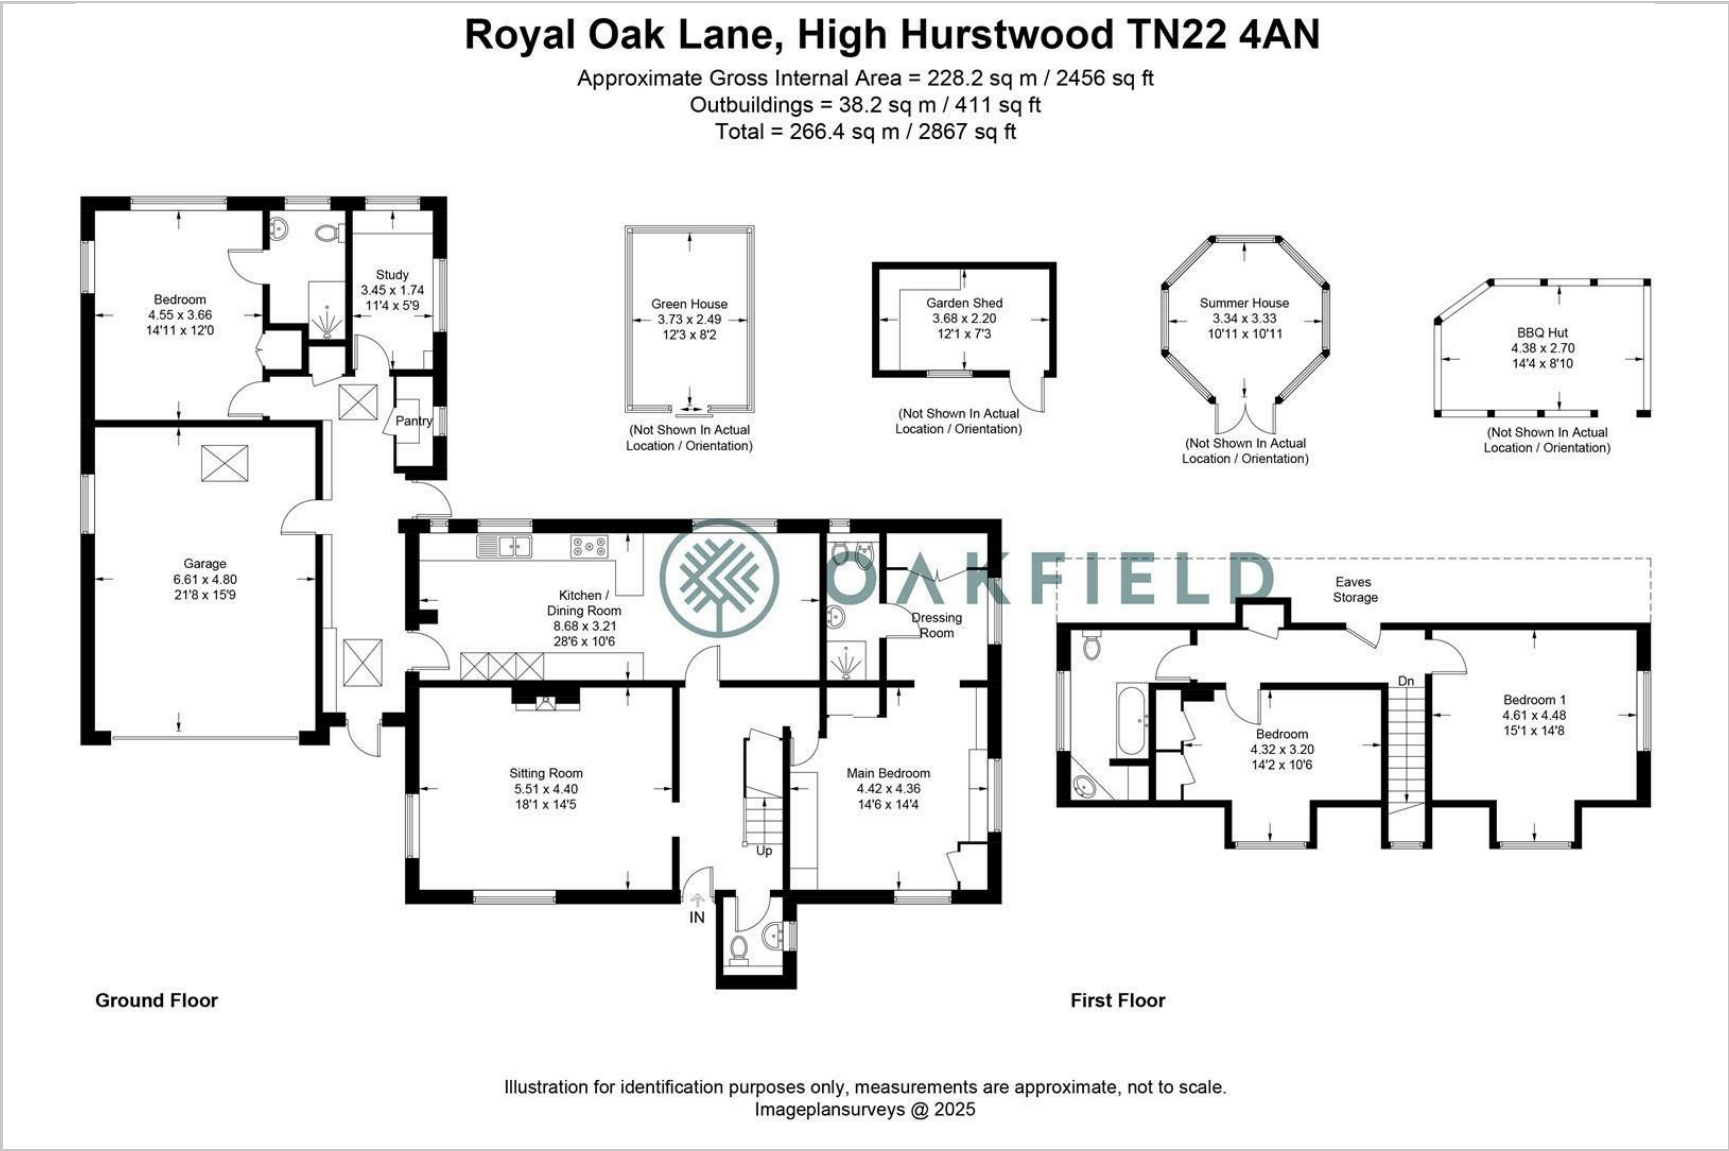 Royal Oak Lane, High Hurstwood TN22 4AN
Approximate Gross Internal Area = 228.2 sq m / 2456 sq ft
Outbuildings = 38.2 sq m / 411 sq ft
Total = 266.4 sq m / 2867 sq ft
Bedroom
4.55 x 3.66
14'11 x 12'0
Study
3.45 x 1.74
11'4 x 5'9
Pantry
Green House
3.73 x 2.49
12'3 x 8'2
(Not Shown In Actual
Location / Orientation)
Garden Shed
3.68 x 2.20
12'1 x 7'3
(Not Shown In Actual
Location / Orientation)
Summer House
3.34 x 3.33
10'11 x 10'11
(Not Shown In Actual
Location / Orientation)
BBQ Hut
4.38 x 2.70
14'4 x 8'10
(Not Shown In Actual
Location / Orientation)
Garage
6.61 x 4.80
21'8 x 15'9
Kitchen /
Dining Room
8.68 x 3.21
28'6 x 10'6
OAKFIELD
Dressing
Room
Eaves
Storage
Sitting Room
5.51 x 4.40
18'1 x 14'5
Up
IN
Main Bedroom
4.42 x 4.36
14'6 x 14'4
Dn
Bedroom
4.32 x 3.20
14'2 x 10'6
Bedroom 1
4.61 x 4.48
15'1 x 14'8
Ground Floor
First Floor
Illustration for identification purposes only, measurements are approximate, not to scale.
Imageplansurveys @ 2025